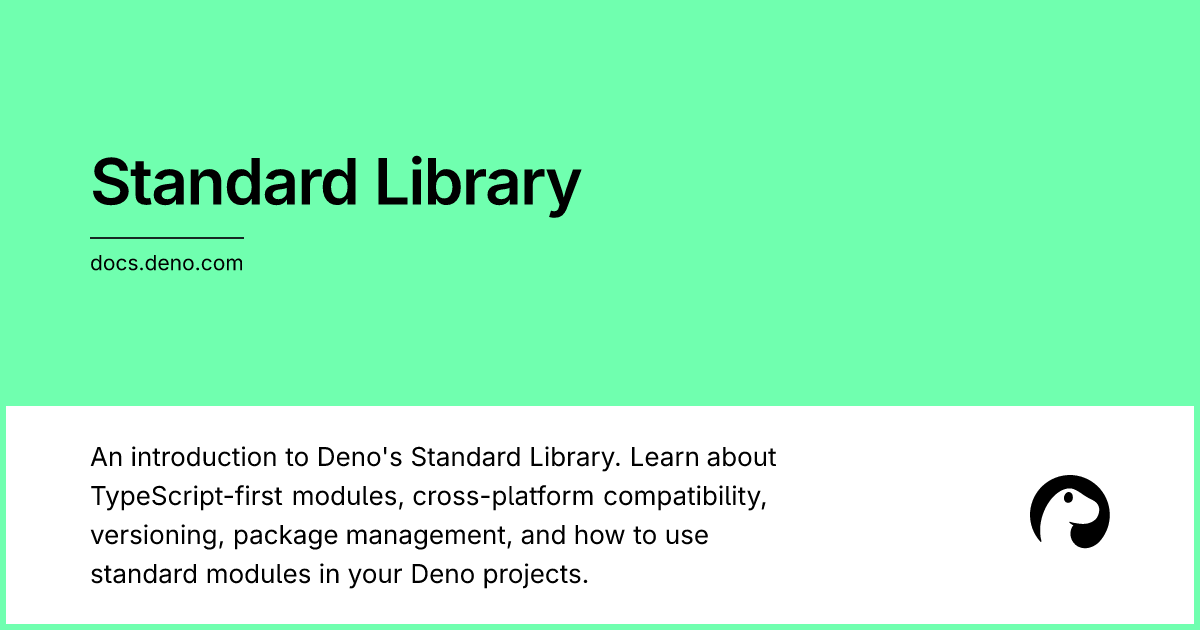 Standard Library
docs.deno.com
An introduction to Deno's Standard Library. Learn about
TypeScript-first modules, cross-platform compatibility,
versioning, package management, and how to use
standard modules in your Deno projects.